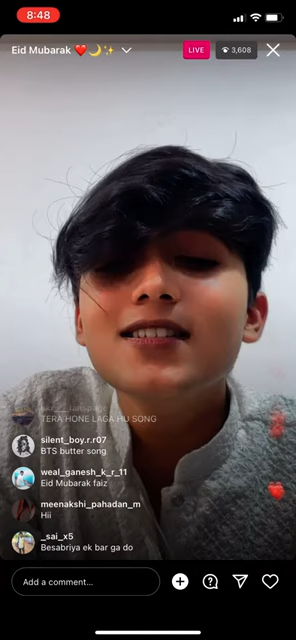 8:48
Eid Mubarak ❤️🌙✨
LIVE
3,608
TERA HONE LAGA HU SONG
silent_boy.r.r07
BTS butter song
weal_ganesh_k_r_11
Eid Mubarak faiz
meenakshi_pahadan_m
Hii
_sai_x5
Besabriya ek bar ga do
Add a comment...